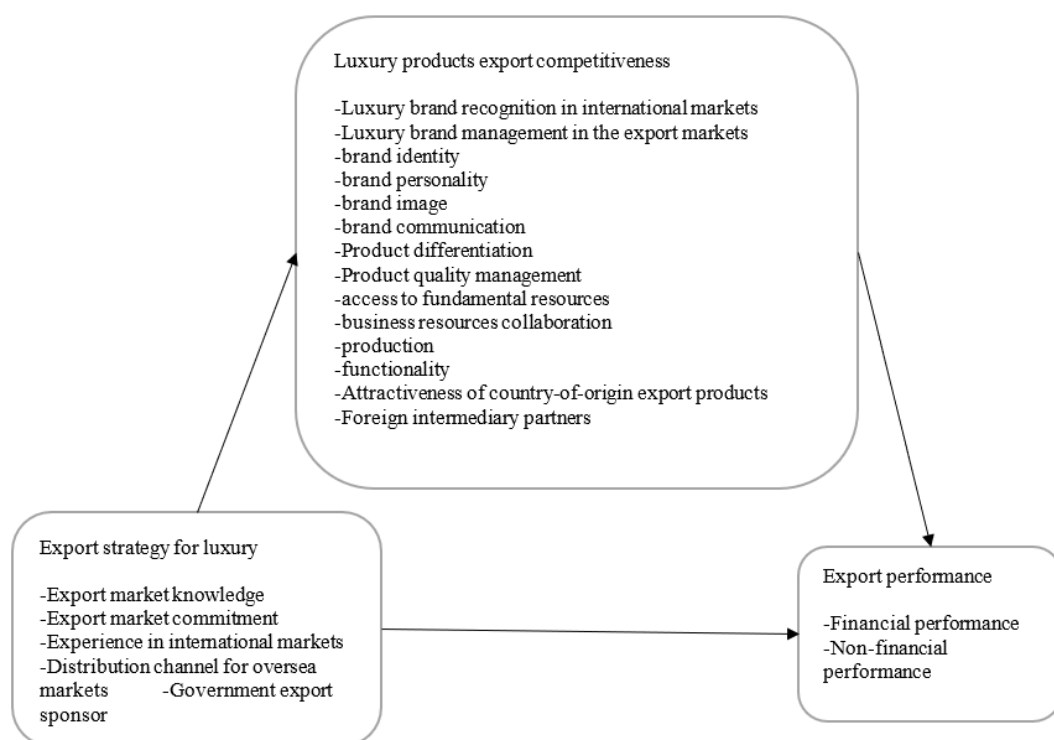 Luxury products export competitiveness
-Luxury brand recognition in international markets
-Luxury brand management in the export markets
-brand identity
-brand personality
-brand image
-brand communication
-Product differentiation
-Product quality management
-access to fundamental resources
-business resources collaboration
-production
-functionality
-Attractiveness of country-of-origin export products
-Foreign intermediary partners
Export strategy for luxury
-Export market knowledge
-Export market commitment
-Experience in international markets
-Distribution channel for oversea
markets -Government export
sponsor
Export performance
-Financial performance
-Non-financial
performance